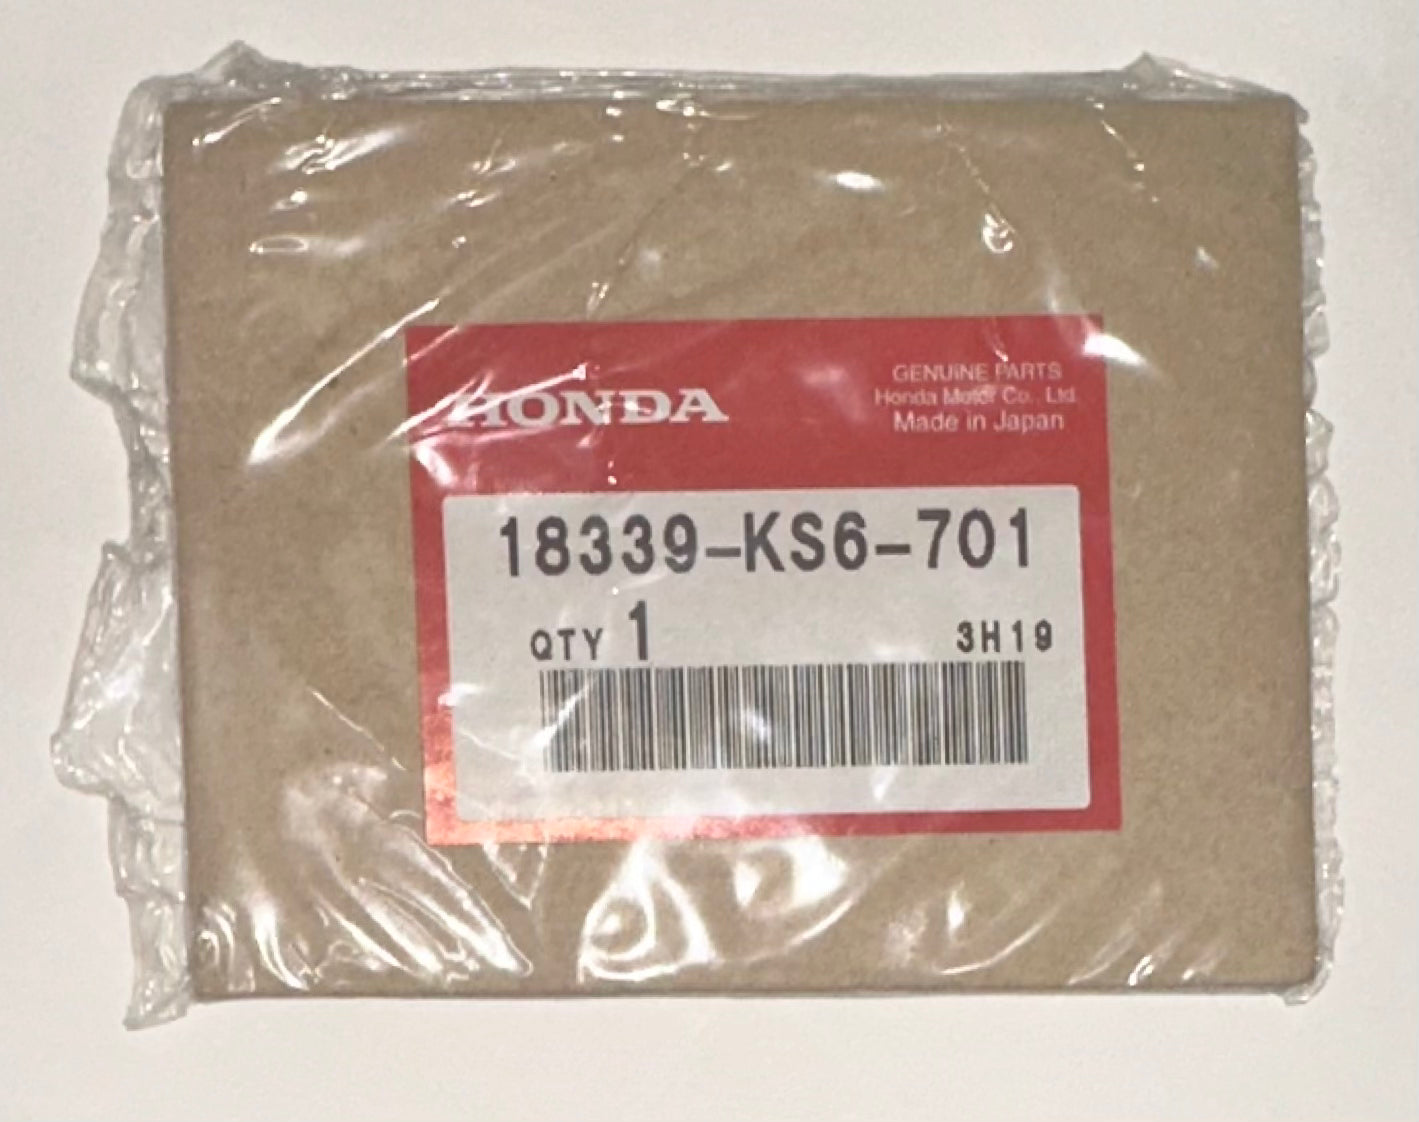 HONDA
GENUINE PARTS
Honda Motor Co., Ltd.
Made in Japan
18339-KS6-701
QTY 1
3H19